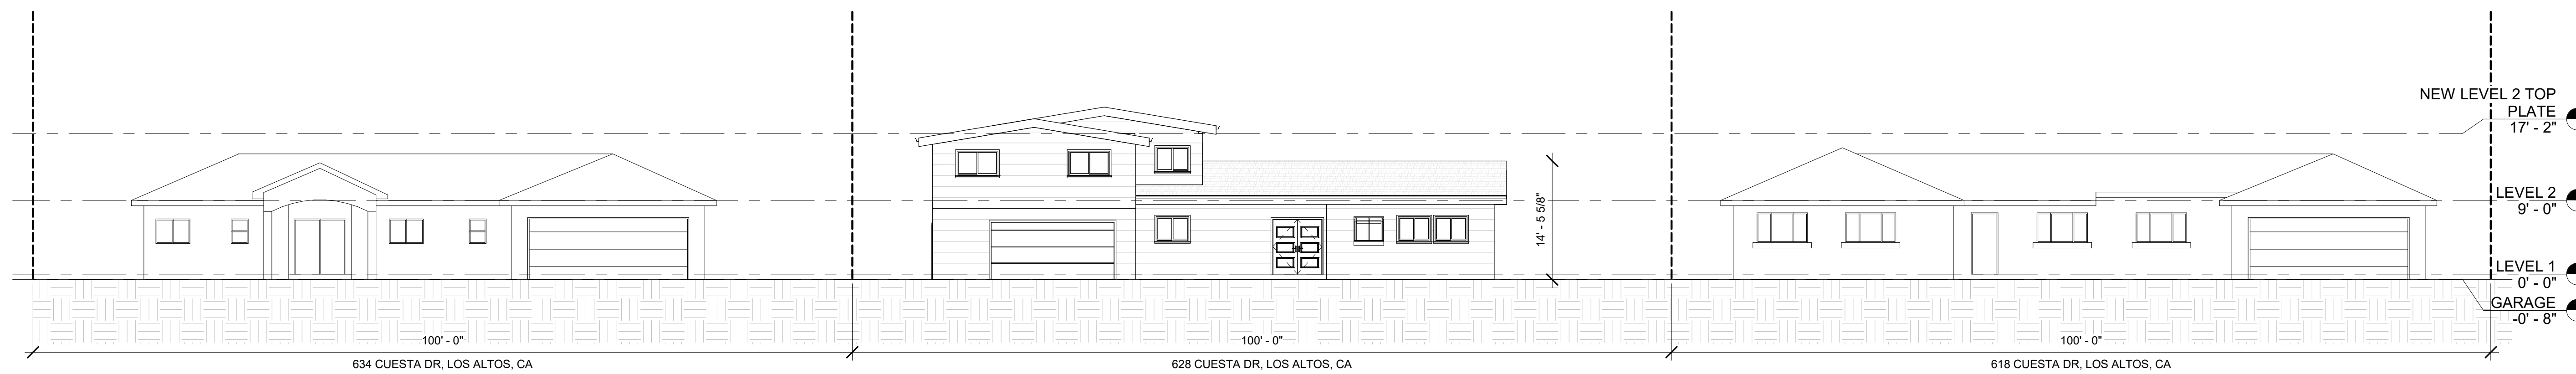 NEW LEVEL 2 TOP
PLATE
17' - 2"
LEVEL 2
9' - 0"
14' - 5 5/8"
LEVEL 1
0' - 0"
GARAGE
-0' - 8"
100' - 0"
100' - 0"
100' - 0"
634 CUESTA DR, LOS ALTOS, CA
628 CUESTA DR, LOS ALTOS, CA
618 CUESTA DR, LOS ALTOS, CA